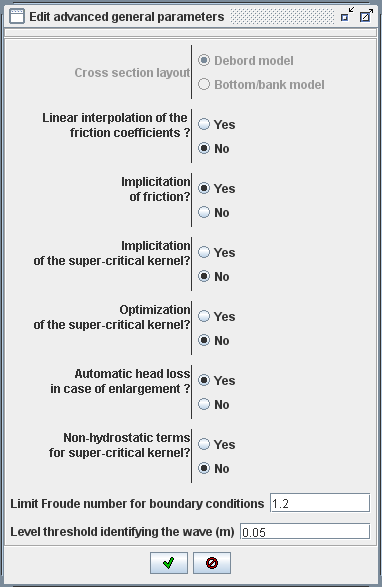 Edit advanced general parameters
Cross section layout
Debord model
Bottom/bank model
Linear interpolation of the
friction coefficients ?
Yes
No
Implicitation
of friction?
Yes
No
Implicitation
of the super-critical kernel?
Yes
No
Optimization
of the super-critical kernel?
Yes
No
Automatic head loss
in case of enlargement ?
Yes
No
Non-hydrostatic terms
for super-critical kernel?
Yes
No
Limit Froude number for boundary conditions 1.2
Level threshold identifying the wave (m) 0.05